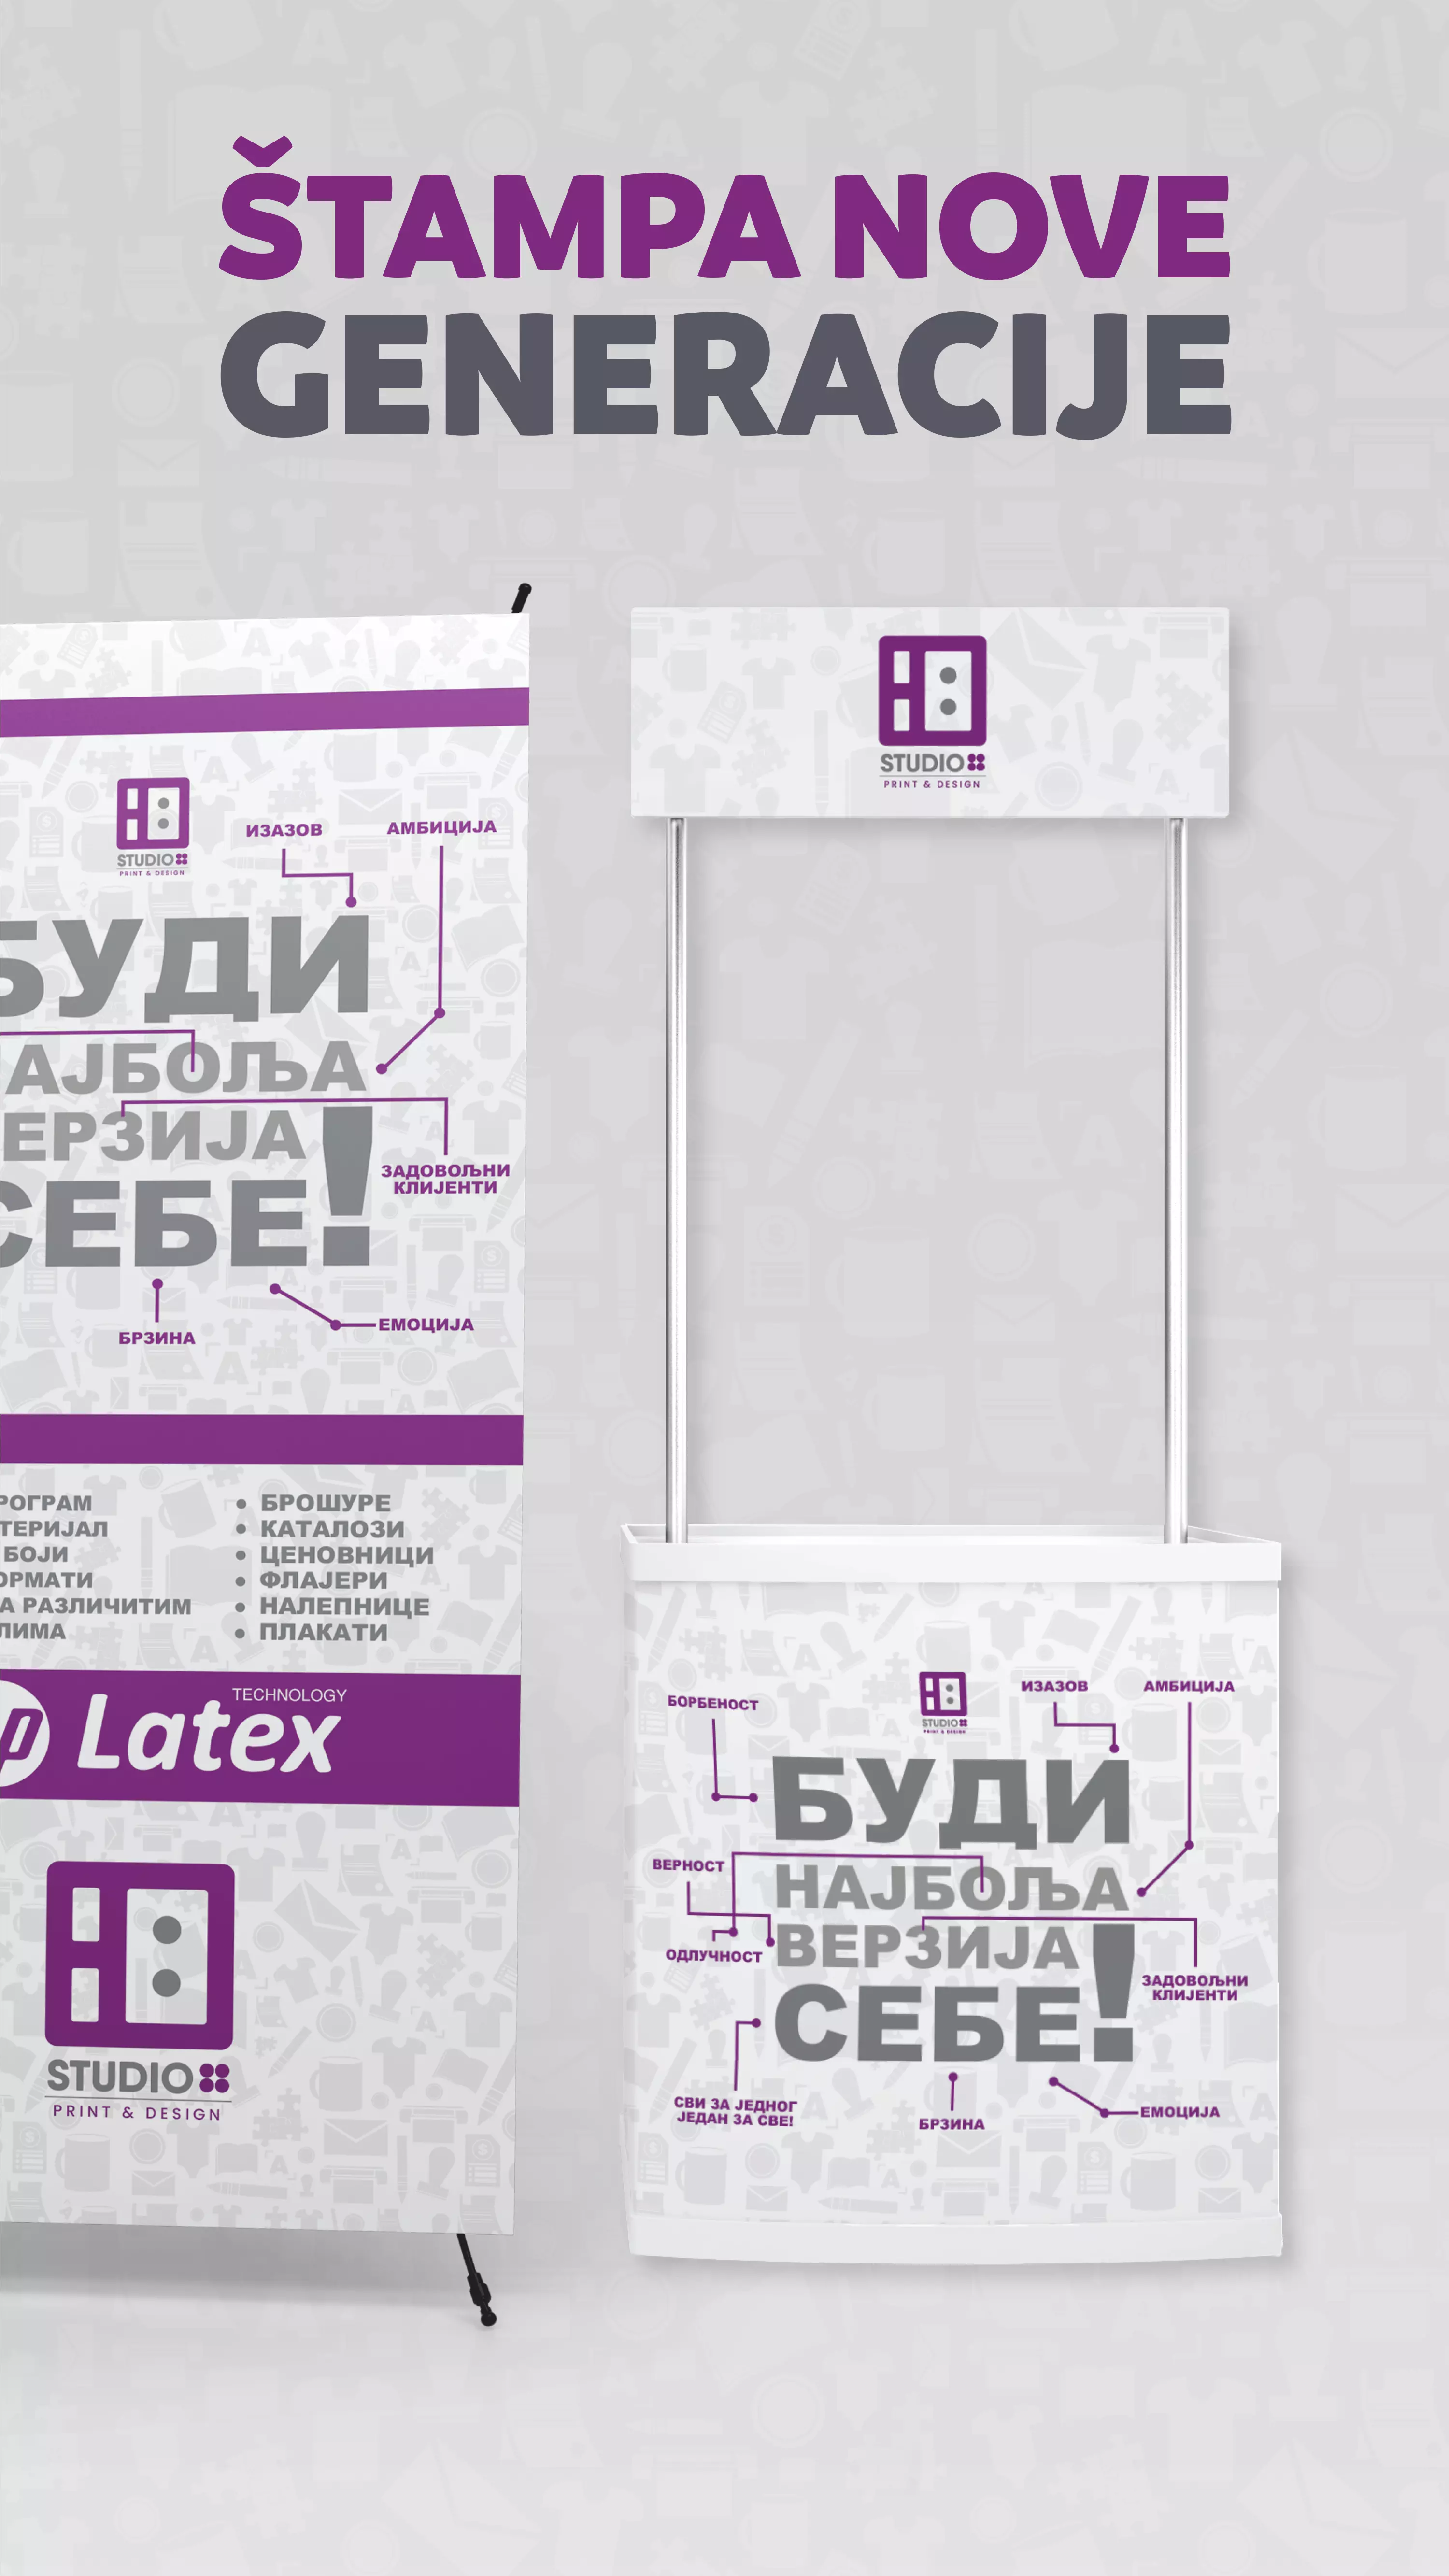 ŠTAMPA NOVE
GENERACIJE
STUDIO
PRINT & DESIGN
ИЗАЗОВ
АМБИЦИЈА
БУДИ
АЈБОЉА
ЕРЗИЈА
СЕБЕ!
ЗАДОВОЉНИ
КЛИЈЕНТИ
БРЗИНА
ЕМОЦИЈА
РОГРАМ
ТЕРИЈАЛ
БОЈИ
ОРМАТИ
А РАЗЛИЧИТИМ
ЛИМА
• БРОШУРЕ
• КАТАЛОЗИ
• ЦЕНОВНИЦИ
• ФЛАЈЕРИ
• НАЛЕПНИЦЕ
• ПЛАКАТИ
TECHNOLOGY
Latex
STUDIO
PRINT & DESIGN
STUDIO
PRINT & DESIGN
STUDIO
PRINT & DESIGN
БОРБЕНОСТ
ИЗАЗОВ
АМБИЦИЈА
БУДИ
НАЈБОЉА
ВЕРЗИЈА
СЕБЕ!
ВЕРНОСТ
ОДЛУЧНОСТ
ЗАДОВОЉНИ
КЛИЈЕНТИ
СВИ ЗА ЈЕДНОГ
ЈЕДАН ЗА СВЕ!
БРЗИНА
ЕМОЦИЈА